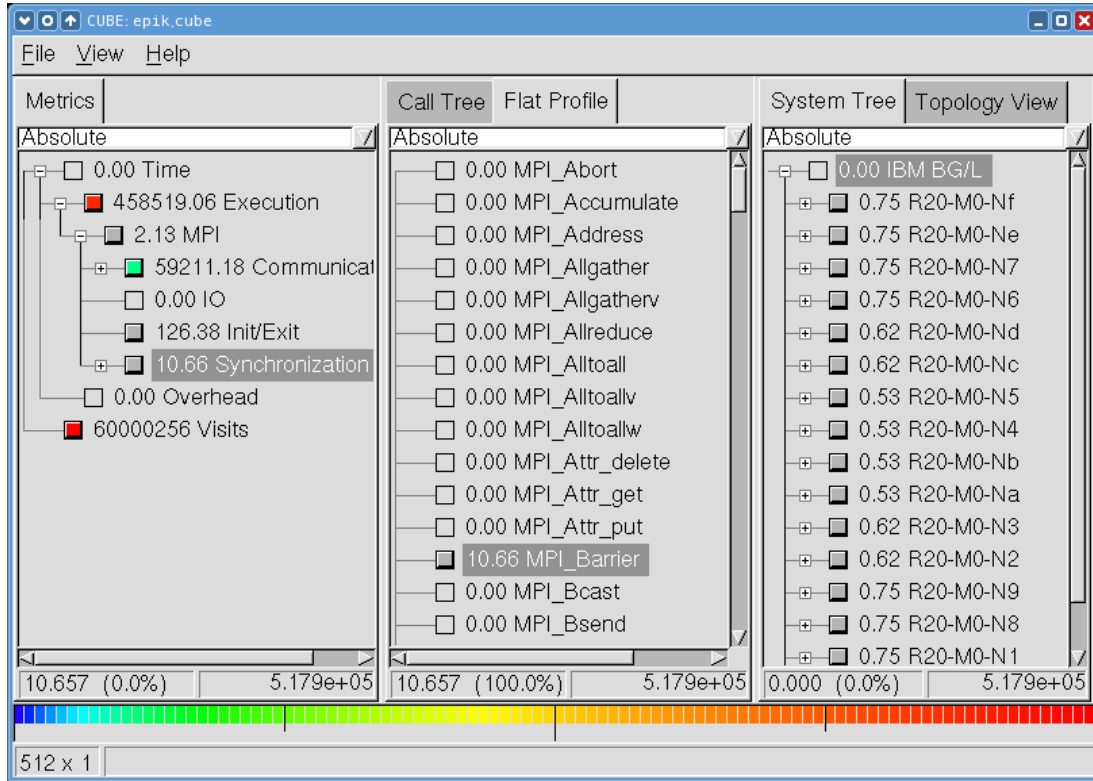 CUBE: epik.cube
File View Help
Metrics
Absolute
0.00 Time
458519.06 Execution
2.13 MPI
59211.18 Communicat
0.00 IO
126.38 Init/Exit
10.66 Synchronization
0.00 Overhead
60000256 Visits
10.657 (0.0%) 5.179e+05
Call Tree Flat Profile
Absolute
0.00 MPI_Abort
0.00 MPI_Accumulate
0.00 MPI_Address
0.00 MPI_Allgather
0.00 MPI_Allgatherv
0.00 MPI_Allreduce
0.00 MPI_Alltoall
0.00 MPI_Alltoallv
0.00 MPI_Alltoallw
0.00 MPI_Attr_delete
0.00 MPI_Attr_get
0.00 MPI_Attr_put
10.66 MPI_Barrier
0.00 MPI_Bcast
0.00 MPI_Bsend
10.657 (100.0%) 5.179e+05
System Tree Topology View
Absolute
0.00 IBM BG/L
0.75 R20-M0-Nf
0.75 R20-M0-Ne
0.75 R20-M0-N7
0.75 R20-M0-N6
0.62 R20-M0-Nd
0.62 R20-M0-Nc
0.53 R20-M0-N5
0.53 R20-M0-N4
0.53 R20-M0-Nb
0.53 R20-M0-Na
0.62 R20-M0-N3
0.62 R20-M0-N2
0.75 R20-M0-N9
0.75 R20-M0-N8
0.75 R20-M0-N1
0.000 (0.0%) 5.179e+05
512 x 1